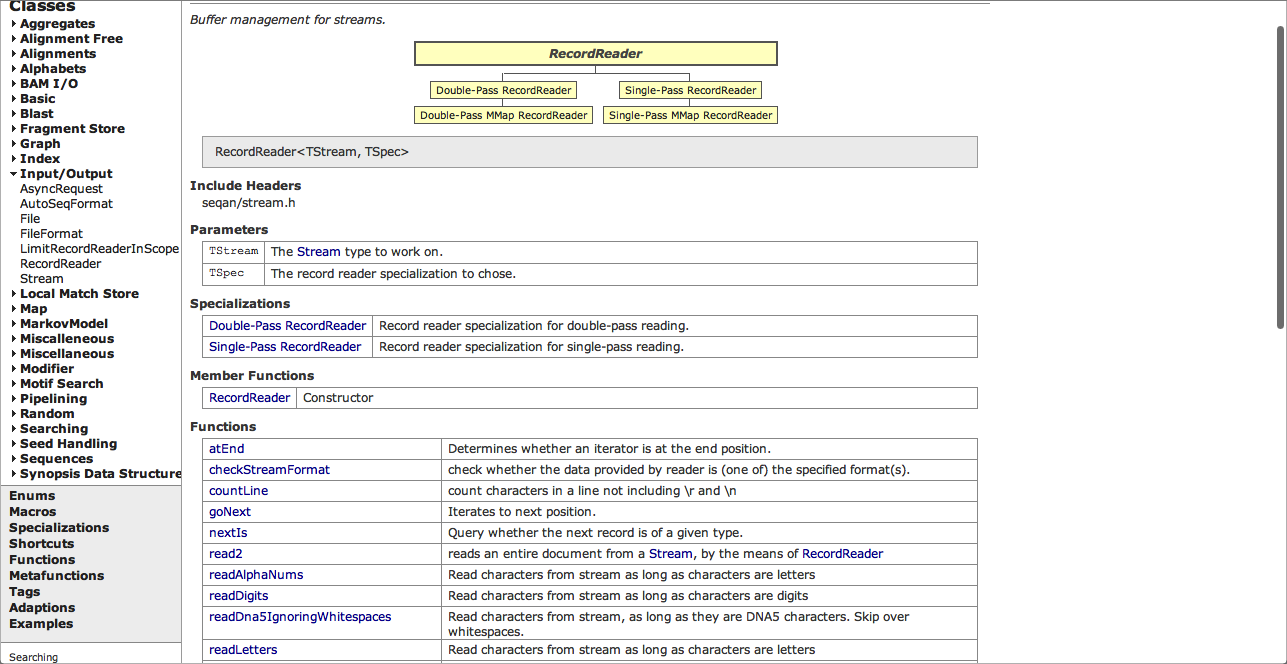 Classes
Aggregates
Alignment Free
Alignments
Alphabets
BAM I/O
Basic
Blast
Fragment Store
Graph
Index
Input/Output
AsyncRequest
AutoSeqFormat
File
FileFormat
LimitRecordReaderInScope
RecordReader
Stream
Local Match Store
Map
MarkovModel
Miscalleneous
Miscellaneous
Modifier
Motif Search
Pipelining
Random
Searching
Seed Handling
Sequences
Synopsis Data Structure
Enums
Macros
Specializations
Shortcuts
Functions
Metafunctions
Tags
Adaptions
Examples
Searching
Buffer management for streams.
RecordReader
Double-Pass RecordReader Single-Pass RecordReader
Double-Pass MMap RecordReader Single-Pass MMap RecordReader
RecordReader<TStream, TSpec>
Include Headers
seqan/stream.h
Parameters
TStream The Stream type to work on.
TSpec The record reader specialization to chose.
Specializations
Double-Pass RecordReader Record reader specialization for double-pass reading.
Single-Pass RecordReader Record reader specialization for single-pass reading.
Member Functions
RecordReader Constructor
Functions
atEnd Determines whether an iterator is at the end position.
checkStreamFormat check whether the data provided by reader is (one of) the specified format(s).
countLine count characters in a line not including \r and \n
goNext Iterates to next position.
nextIs Query whether the next record is of a given type.
read2 reads an entire document from a Stream, by the means of RecordReader
readAlphaNums Read characters from stream as long as characters are letters
readDigits Read characters from stream as long as characters are digits
readDna5IgnoringWhitespaces Read characters from stream, as long as they are DNA5 characters. Skip over
whitespaces.
readLetters Read characters from stream as long as characters are letters